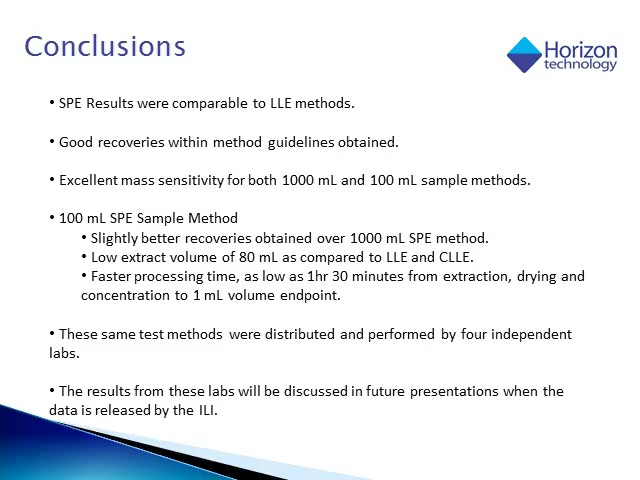 Conclusions
Horizon
technology
• SPE Results were comparable to LLE methods.
• Good recoveries within method guidelines obtained.
• Excellent mass sensitivity for both 1000 mL and 100 mL sample methods.
• 100 mL SPE Sample Method
• Slightly better recoveries obtained over 1000 mL SPE method.
• Low extract volume of 80 mL as compared to LLE and CLLE.
• Faster processing time, as low as 1hr 30 minutes from extraction, drying and
concentration to 1 mL volume endpoint.
• These same test methods were distributed and performed by four independent
labs.
• The results from these labs will be discussed in future presentations when the
data is released by the ILI.